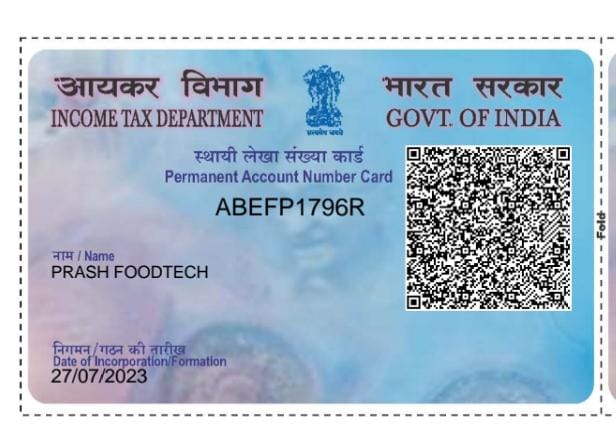 आयकर विभाग
INCOME TAX DEPARTMENT
सत्यमेव जयते
भारत सरकार
GOVT. OF INDIA
स्थायी लेखा संख्या कार्ड
Permanent Account Number Card
ABEFP1796R
नाम / Name
PRASH FOODTECH
निगमन/गठन की तारीख
Date of Incorporation/Formation
27/07/2023
Fold